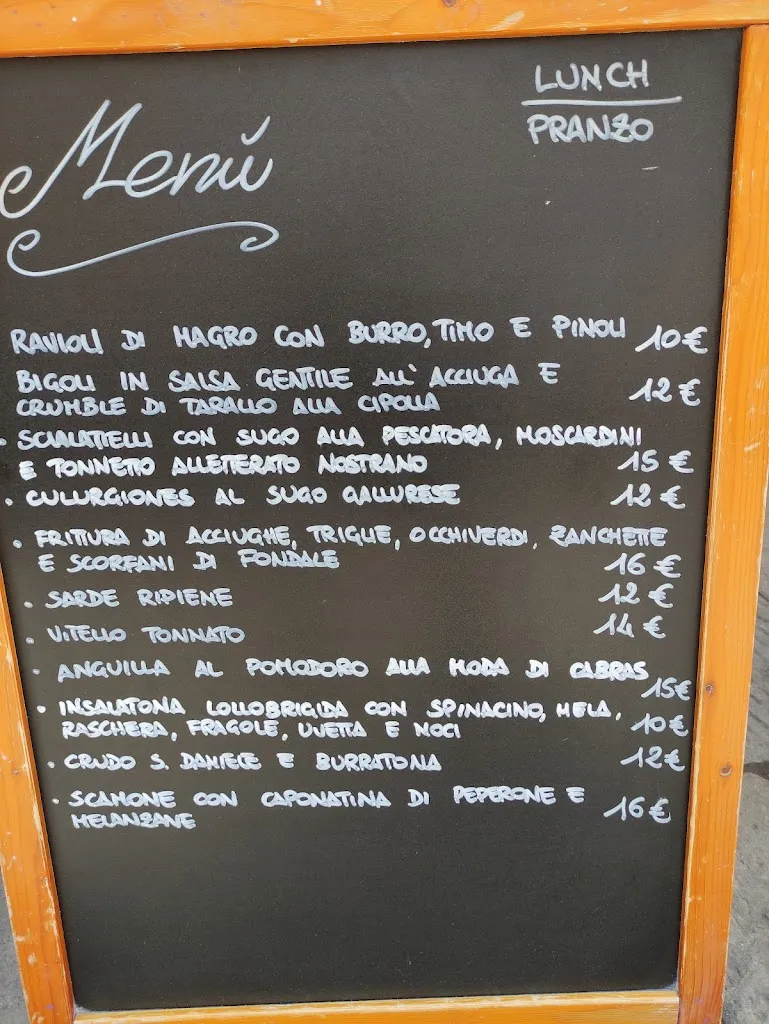 LUNCH
PRANZO
Menù
RAVIOLI DI MAGRO CON BURRO, TIMO E PINOLI 10€
BIGOLI IN SALSA GENTILE ALL'ACCIUGA E
CRUMBLE DI TARALLO ALLA CIPOLLA 12€
• SCIALATIELLI CON SUGO ALLA PESCATORA, MOSCARDINI
E TONNETTO ALLETTERATO NOSTRANO 15€
• CULURGIONES AL SUGO GALLURESE 12€
• FRITTURA DI ACCIUGHE, TRIGLIE, OCCHIVERDI, ZANCHETTE
E SCORFANI DI FONDALE 16€
• SARDE RIPIENE 12€
• VITELLO TONNATO 14€
• ANGUILLA AL POMODORO ALLA MODA DI CABRAS 15€
• INSALATONA LOLLOBRIGIDA CON SPINACINO, MELA,
RASCHERA, FRAGOLE, UVETTA E NOCI 10€
• CRUDO S. DANIELE E BURRATONA 12€
• SCAMONE CON CAPONATINA DI PEPERONE E
MELANZANE 16€